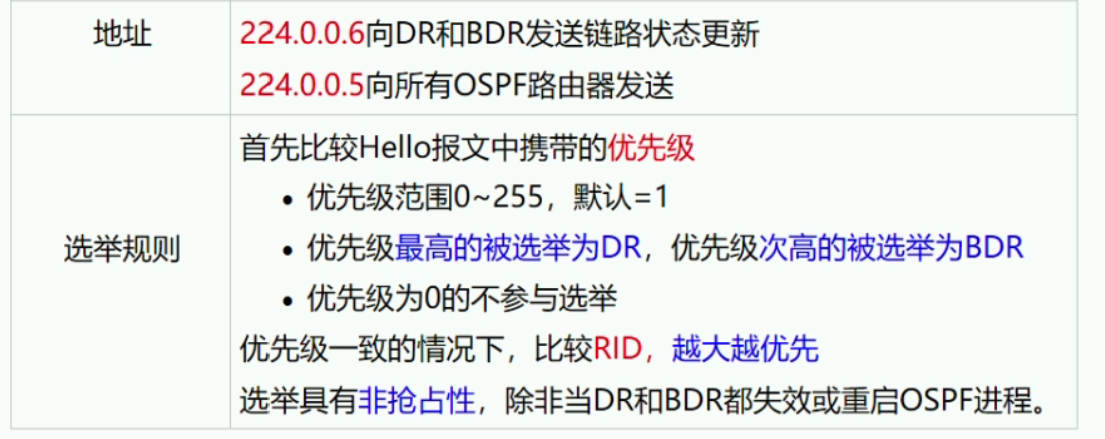 地址
224.0.0.6向DR和BDR发送链路状态更新
224.0.0.5向所有OSPF路由器发送
选举规则
首先比较Hello报文中携带的优先级
• 优先级范围0~255，默认=1
• 优先级最高的被选举为DR，优先级次高的被选举为BDR
• 优先级为0的不参与选举
优先级一致的情况下，比较RID，越大越优先
选举具有非抢占性，除非当DR和BDR都失效或重启OSPF进程。